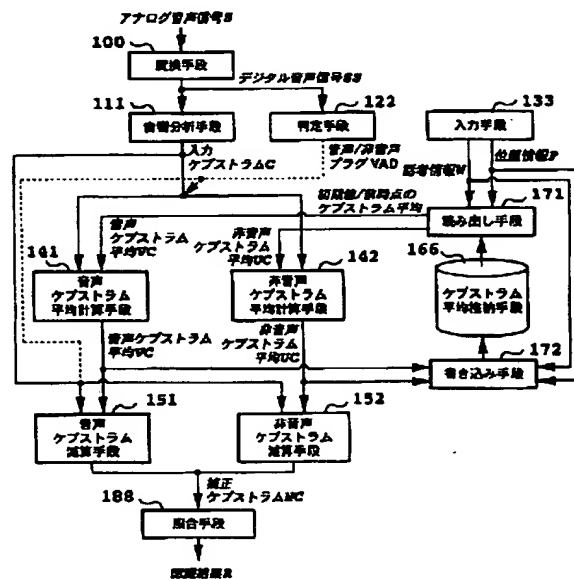 アナログ音声信号S
100
変換手段
デジタル音声信号SS
111
音響分析手段
122
判定手段
133
入力手段
入力
ケプストラムC
音声/非音声
フラグVAD
話者情報W
位置情報P
初期値/前時点の
ケプストラム平均
171
読み出し手段
音声
ケプストラム
平均VC
非音声
ケプストラム
平均UC
166
141
音声
ケプストラム
平均計算手段
142
非音声
ケプストラム
平均計算手段
ケプストラム
平均格納手段
音声ケプストラム
平均VC
非音声
ケプストラム
平均UC
172
書き込み手段
151
音声
ケプストラム
減算手段
152
非音声
ケプストラム
減算手段
補正
ケプストラムMC
188
照合手段
認識結果R